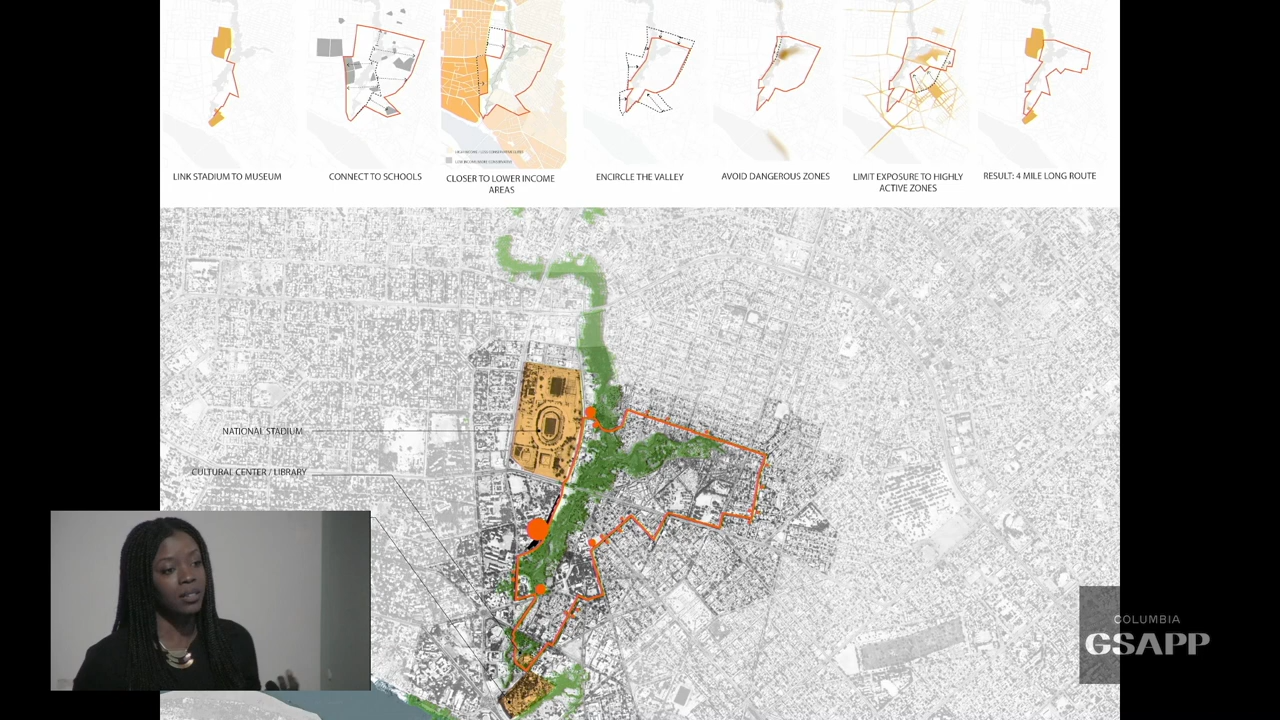 LINK STADIUM TO MUSEUM
CONNECT TO SCHOOLS
CLOSER TO LOWER INCOME
AREAS
ENCIRCLE THE VALLEY
AVOID DANGEROUS ZONES
LIMIT EXPOSURE TO HIGHLY
ACTIVE ZONES
RESULT: 4 MILE LONG ROUTE
NATIONAL STADIUM
CULTURAL CENTER / LIBRARY
COLUMBIA
GSAPP